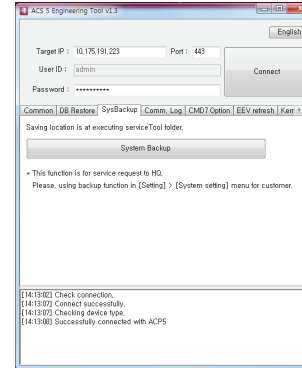 ACS 5 Engineering Tool v1.3
English
Target IP : 10,175,191,223 Port : 443
User ID : admin
Connect
Password : **********
Common DB Restore SysBackup Comm, Log CMD7 Option EEV refresh Kerr
Saving location is at executing serviceTool folder,
System Backup
* This function is for service request to HQ,
Please, using backup function in [Setting] > [System setting] menu for customer,
[14:13:02] Check connection,
[14:13:07] Connect successfully,
[14:13:07] Checking device type,
[14:13:08] Successfully connected with ACP5